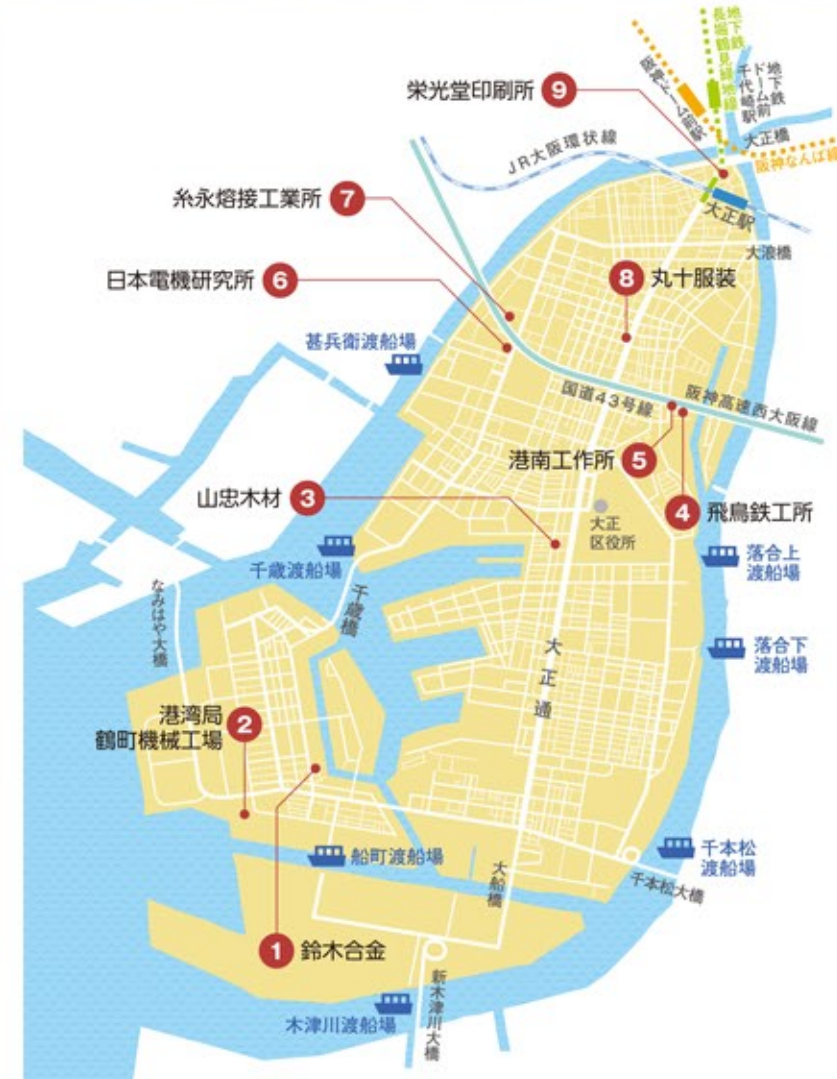 地下鉄
長堀鶴見緑地線
地下鉄
ドーム前
千代崎駅
阪神ドーム前駅
大正橋
阪神なんば線
栄光堂印刷所 9
JR大阪環状線
大正駅
大浪橋
糸永熔接工業所 7
日本電機研究所 6
8 丸十服装
甚兵衛渡船場
国道43号線
阪神高速西大阪線
港南工作所 5
4 飛鳥鉄工所
山忠木材 3
大正
区役所
千歳渡船場
落合上
渡船場
なみはや大橋
千歳橋
大正通
落合下
渡船場
港湾局
鶴町機械工場
2
船町渡船場
千本松
渡船場
大船橋
千本松大橋
1 鈴木合金
新木津川大橋
木津川渡船場